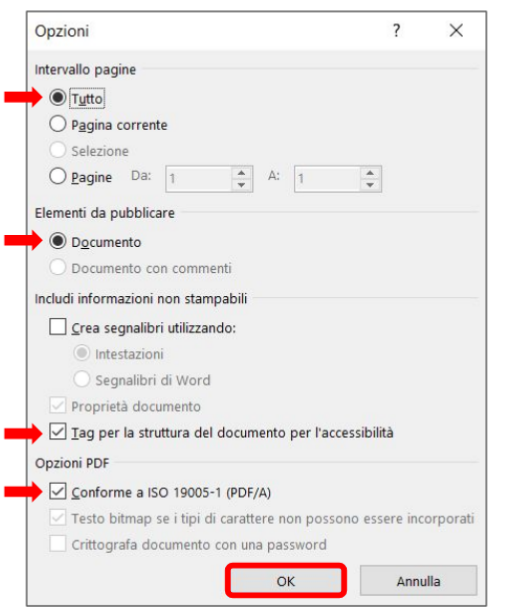 Opzioni ?
Intervallo pagine
Tutto
Pagina corrente
Selezione
Pagine Da: 1 A: 1
Elementi da pubblicare
Documento
Documento con commenti
Includi informazioni non stampabili
Crea segnalibri utilizzando:
Intestazioni
Segnalibri di Word
Proprietà documento
Tag per la struttura del documento per l'accessibilità
Opzioni PDF
Conforme a ISO 19005-1 (PDF/A)
Testo bitmap se i tipi di carattere non possono essere incorporati
Crittografa documento con una password
OK Annulla